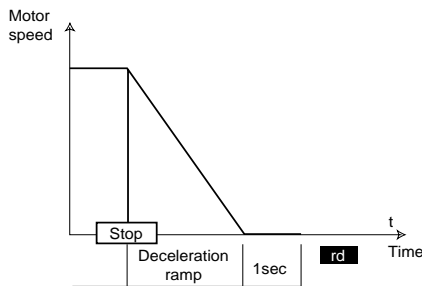 Motor
speed
t
Stop
Time
Deceleration
ramp
1sec
rd